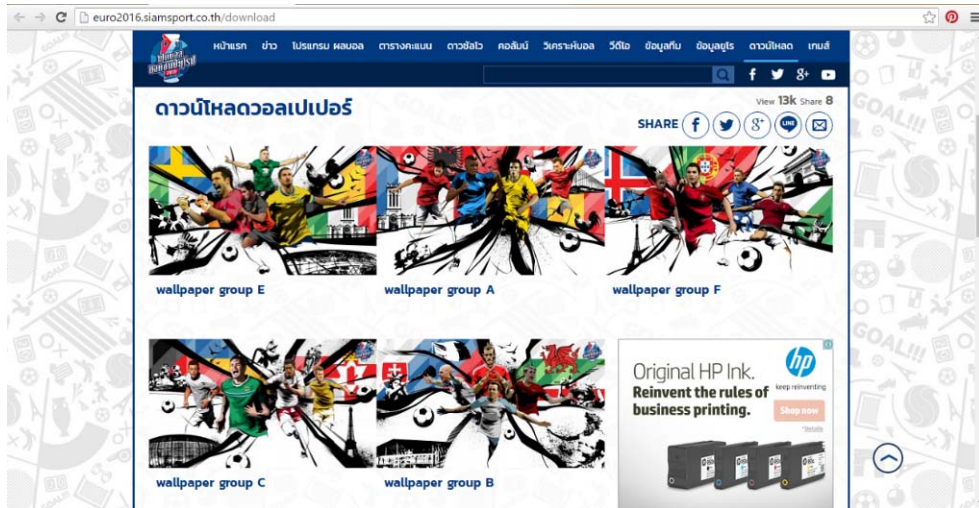 euro2016.siamsport.co.th/download
หน้าแรก ข่าว โปรแกรม ผลบอล ตารางคะแนน ดาวซัลโว คอลัมน์ วิเคราะห์บอล วีดีโอ ข้อมูลทีม ข้อมูลยูโร ดาวน์โหลด เกมส์
ดาวน์โหลดวอลเปเปอร์
View 13k Share 8
SHARE
LINE
wallpaper group E
wallpaper group A
wallpaper group F
wallpaper group C
wallpaper group B
Original HP Ink.
Reinvent the rules of
business printing.
hp
keep reinventing
Shop now
*Details